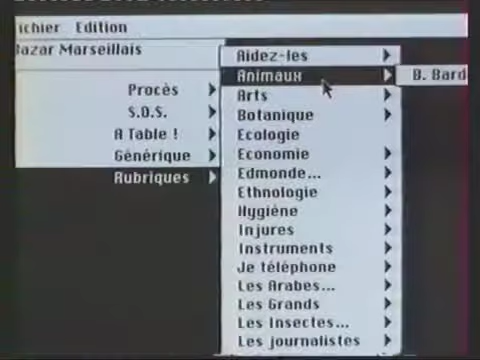 ichier Edition
Bazar Marseillais
Procès
S.O.S.
A Table !
Générique
Rubriques
Aidez-les
Animaux
Arts
Botanique
Ecologie
Economie
Edmonde...
Ethnologie
Hygiène
Injures
Instruments
Je téléphone
Les Arabes...
Les Grands
Les Insectes...
Les journalistes
B. Bard